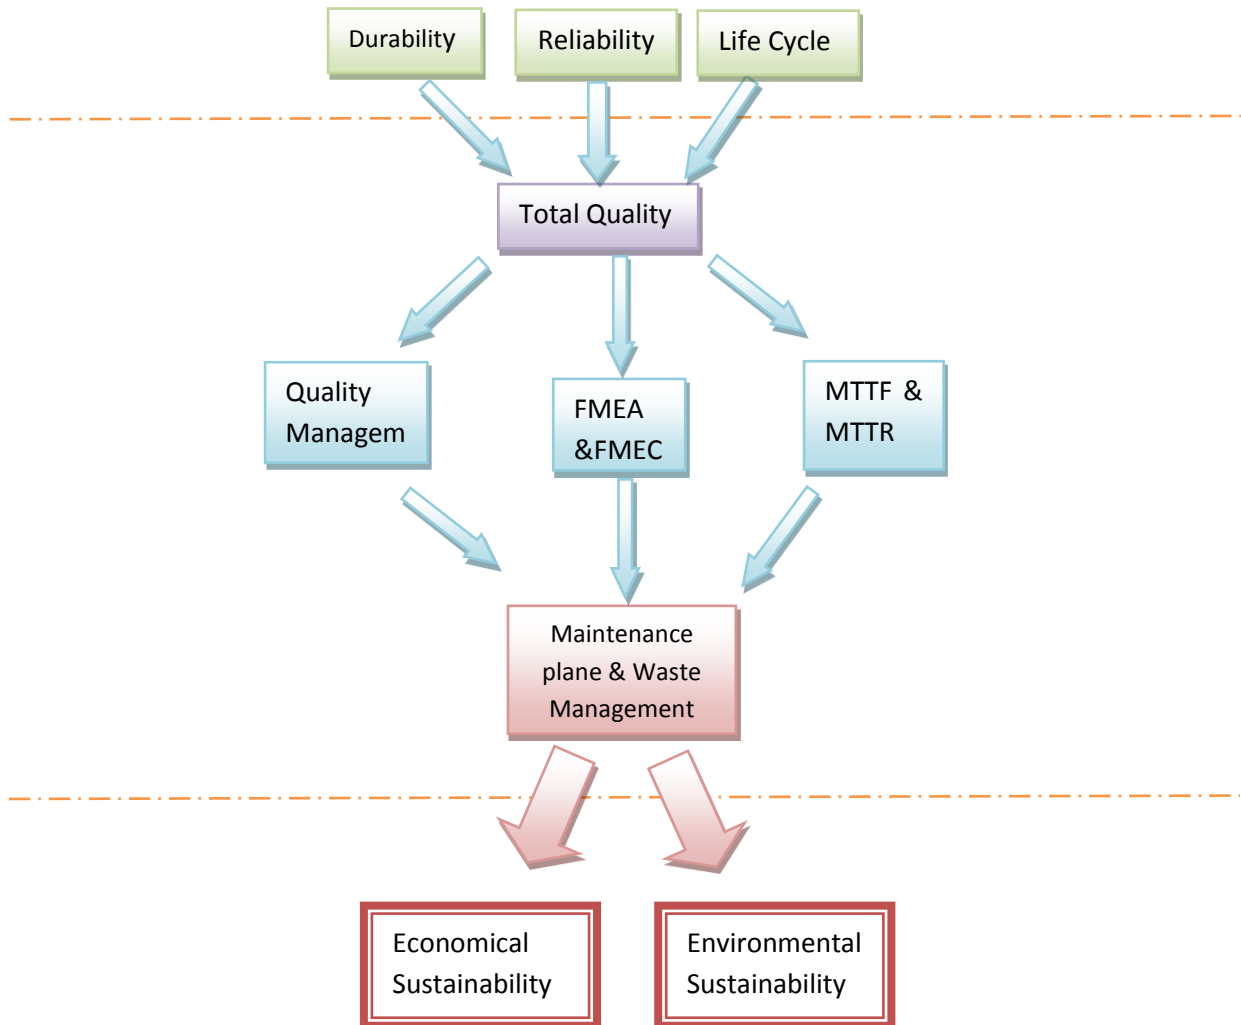 Durability
Reliability
Life Cycle
Total Quality
Quality
Managem
FMEA
&FMEC
MTTF &
MTTR
Maintenance
plane & Waste
Management
Economical
Sustainability
Environmental
Sustainability